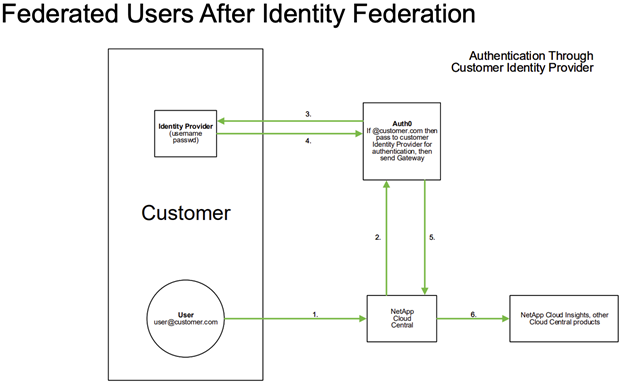 Federated Users After Identity Federation
Authentication Through
Customer Identity Provider
3.
Identity Provider
(username
passwd)
4.
Auth0
If @customer.com then
pass to customer
Identity Provider for
authentication, then
send Gateway
Customer
2.
5.
User
user@customer.com
1.
NetApp
Cloud
Central
6.
NetApp Cloud Insights, other
Cloud Central products